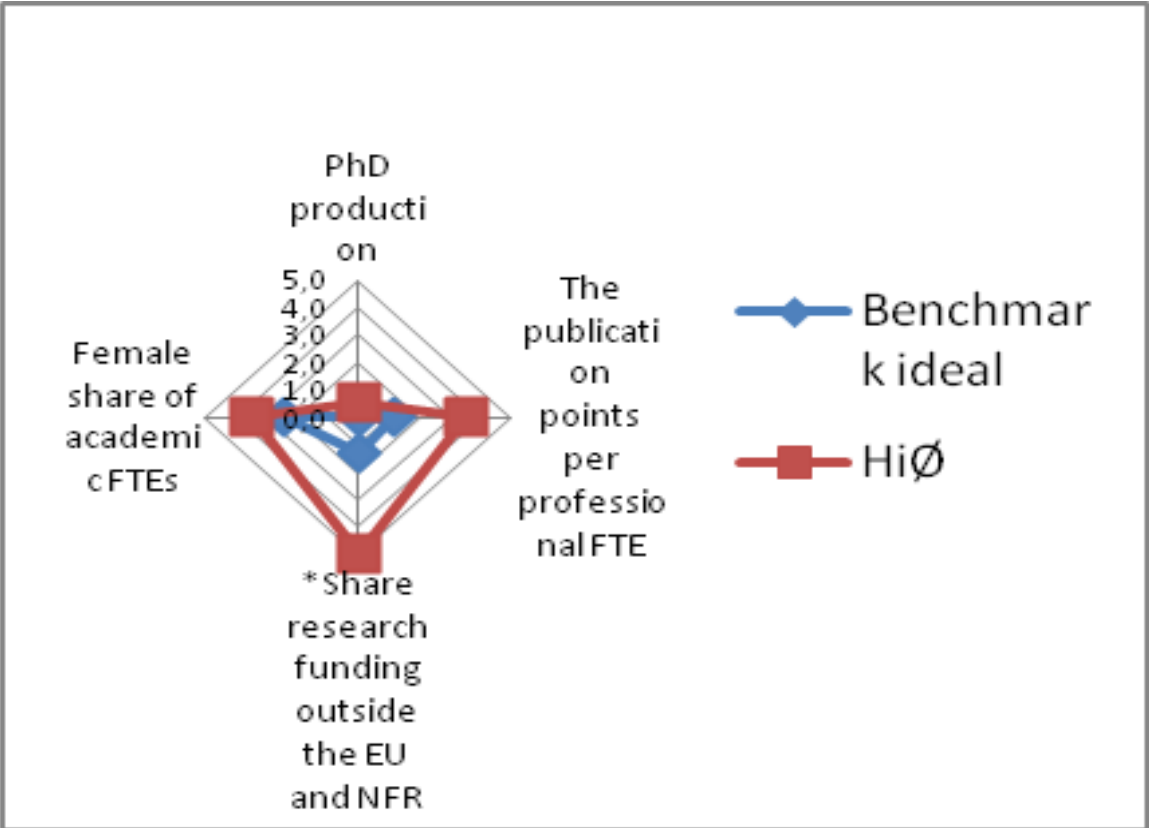 PhD
producti
on
5,0
4,0
3,0
2,0
1,0
0,0
The
publicati
on
points
per
professio
nal FTE
*Share
research
funding
outside
the EU
and NFR
Female
share of
academi
c FTEs
Benchmar
k ideal
HiØ